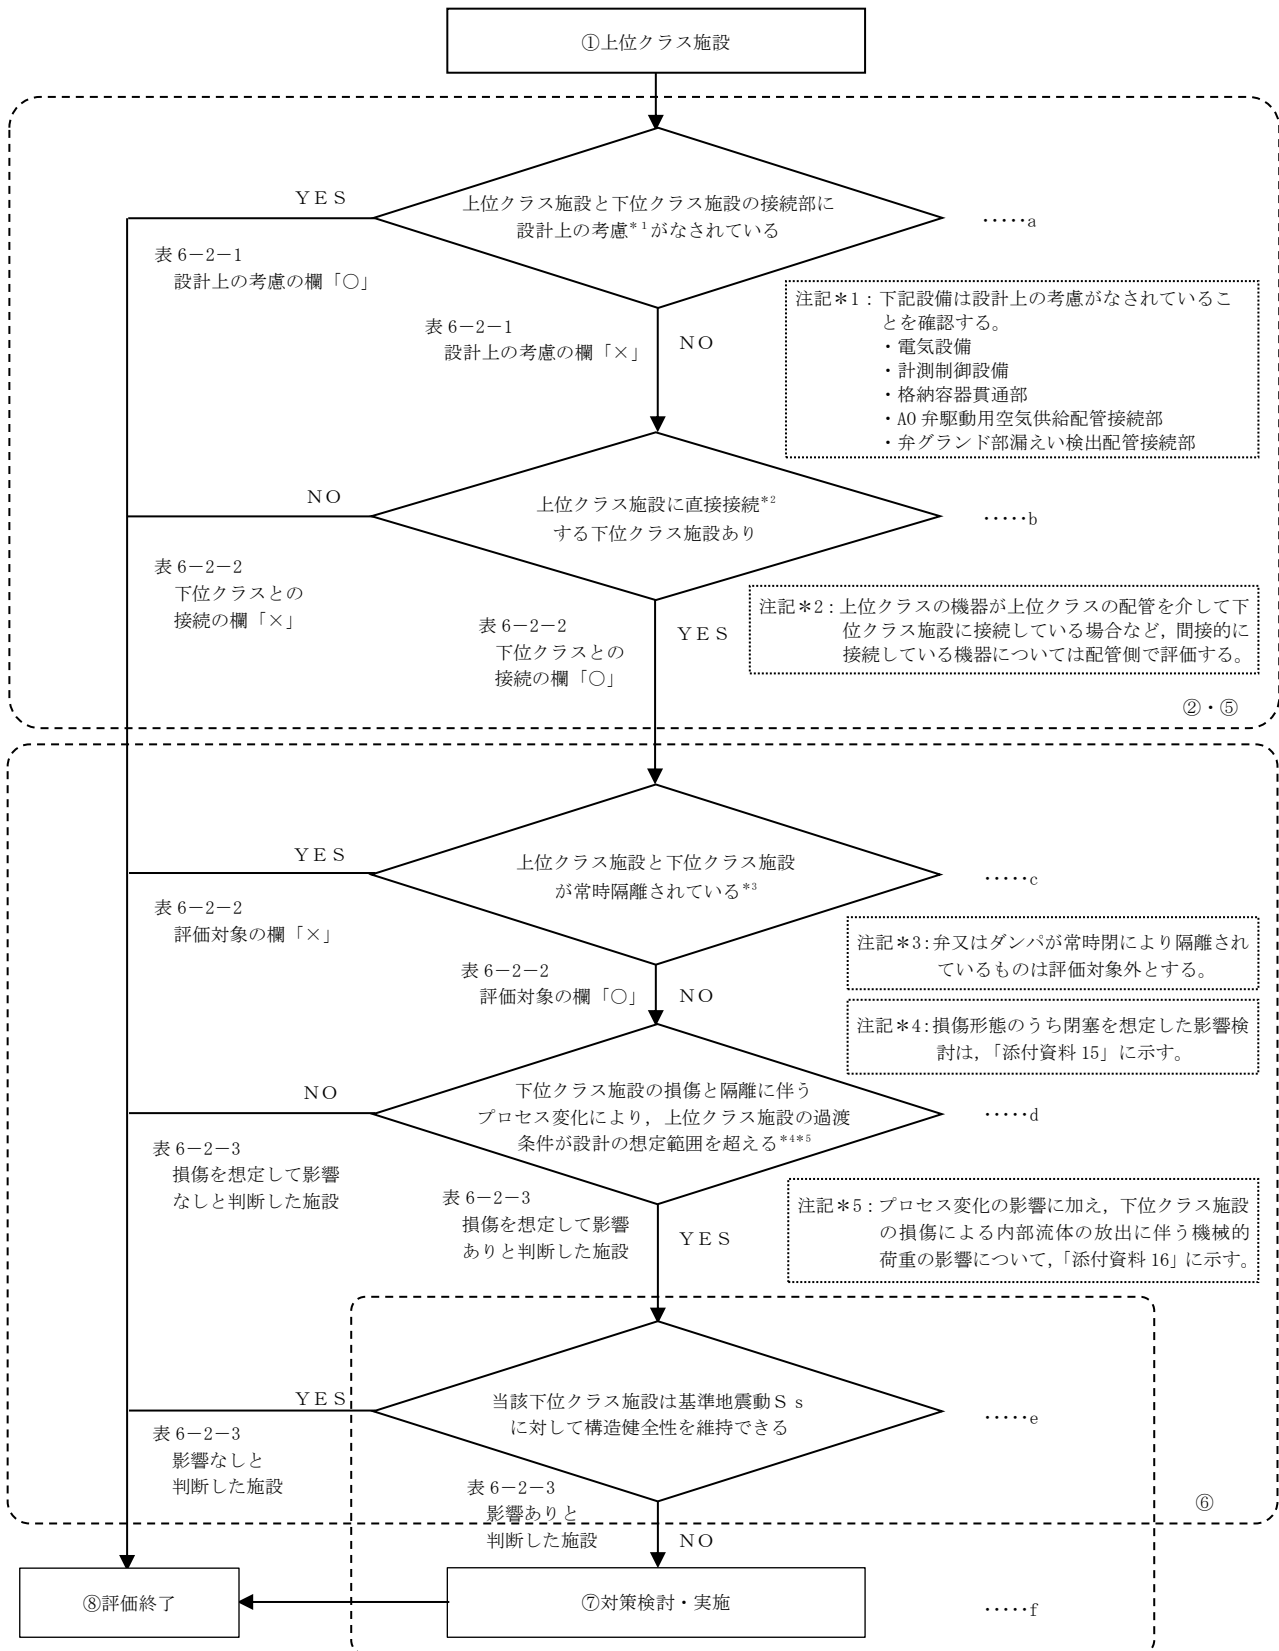 ①上位クラス施設
YES
上位クラス施設と下位クラス施設の接続部に
設計上の考慮*1がなされている
‥‥‥a
表 6-2-1
設計上の考慮の欄「○」
注記*1:下記設備は設計上の考慮がなされているこ
とを確認する。
・電気設備
・計測制御設備
・格納容器貫通部
・AO 弁駆動用空気供給配管接続部
・弁グランド部漏えい検出配管接続部
表 6-2-1
設計上の考慮の欄「×」
NO
NO
上位クラス施設に直接接続*2
する下位クラス施設あり
‥‥‥b
表 6-2-2
下位クラスとの
接続の欄「×」
注記*2:上位クラスの機器が上位クラスの配管を介して下
位クラス施設に接続している場合など,間接的に
接続している機器については配管側で評価する。
表 6-2-2
下位クラスとの
接続の欄「○」
YES
②・⑤
YES
上位クラス施設と下位クラス施設
が常時隔離されている*3
‥‥‥c
表 6-2-2
評価対象の欄「×」
注記*3:弁又はダンパが常時閉により隔離され
ているものは評価対象外とする。
表 6-2-2
評価対象の欄「○」
NO
注記*4:損傷形態のうち閉塞を想定した影響検
討は,「添付資料 15」に示す。
NO
下位クラス施設の損傷と隔離に伴う
プロセス変化により,上位クラス施設の過渡
条件が設計の想定範囲を超える*4*5
‥‥‥d
表 6-2-3
損傷を想定して影響
なしと判断した施設
表 6-2-3
損傷を想定して影響
ありと判断した施設
YES
注記*5:プロセス変化の影響に加え,下位クラス施設
の損傷による内部流体の放出に伴う機械的
荷重の影響について,「添付資料 16」に示す。
YES
当該下位クラス施設は基準地震動Ss
に対して構造健全性を維持できる
‥‥‥e
表 6-2-3
影響なしと
判断した施設
表 6-2-3
影響ありと
判断した施設
NO
⑥
⑧評価終了
⑦対策検討・実施
‥‥‥f